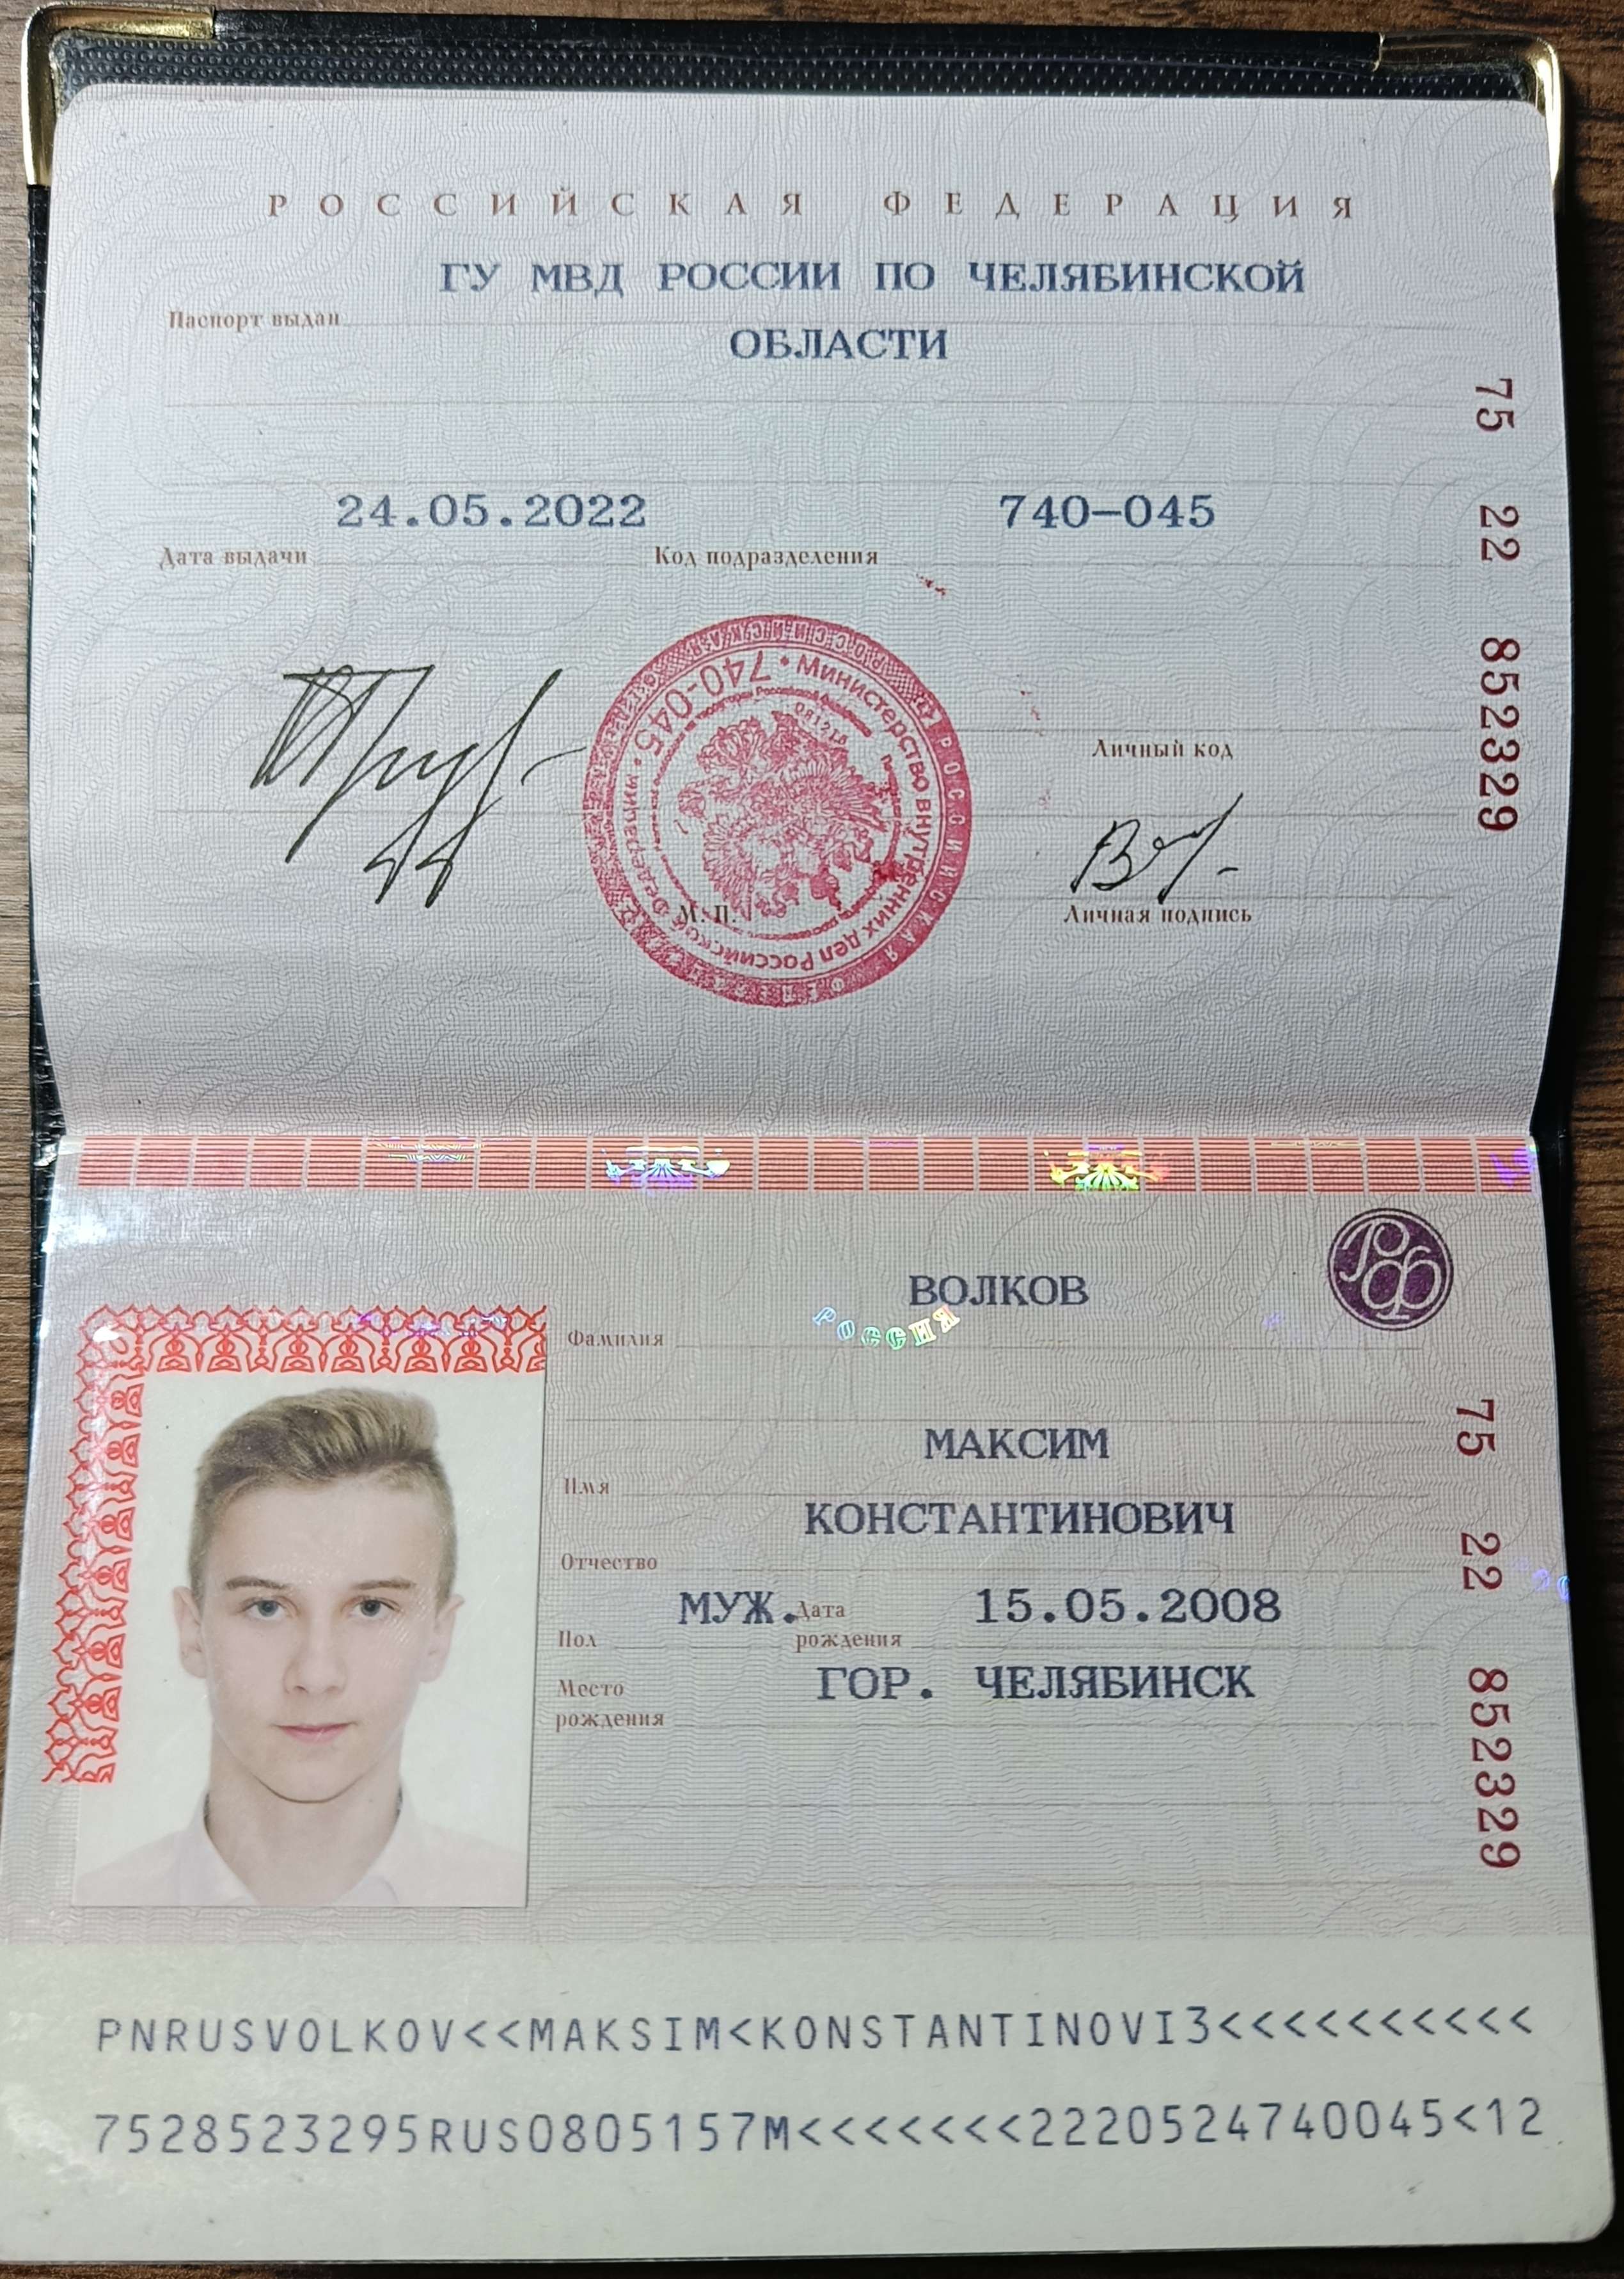 РОССИЙСКАЯ ФЕДЕРАЦИЯ
ГУ МВД РОССИИ ПО ЧЕЛЯБИНСКОЙ
Паспорт выдан
ОБЛАСТИ
24.05.2022 740-045
Дата выдачи Код подразделения
75 22 852329
740-045
Министерство внутренних дел Российской Федерации
РОССИЙСКАЯ ФЕДЕРАЦИЯ
Личный код
М. П.
Личная подпись
РФ
ВОЛКОВ
РОССИЯ
Фамилия
МАКСИМ
Имя
КОНСТАНТИНОВИЧ
Отчество
МУЖ. Дата 15.05.2008
Пол рождения
Место ГОР. ЧЕЛЯБИНСК
рождения
75 22 852329
PNRUSVOLKOV<<MAKSIM<KONSTANTINOVI3<<<<<<<<<<
7528523295RUS0805157M<<<<<<<2220524740045<12